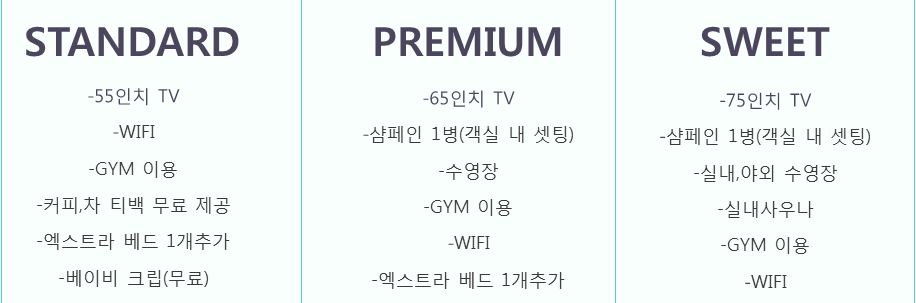 STANDARD
-55인치 TV
-WIFI
-GYM 이용
-커피,차 티백 무료 제공
-엑스트라 베드 1개추가
-베이비 크립(무료)
PREMIUM
-65인치 TV
-샴페인 1병(객실 내 셋팅)
-수영장
-GYM 이용
-WIFI
-엑스트라 베드 1개추가
SWEET
-75인치 TV
-샴페인 1병(객실 내 셋팅)
-실내,야외 수영장
-실내사우나
-GYM 이용
-WIFI